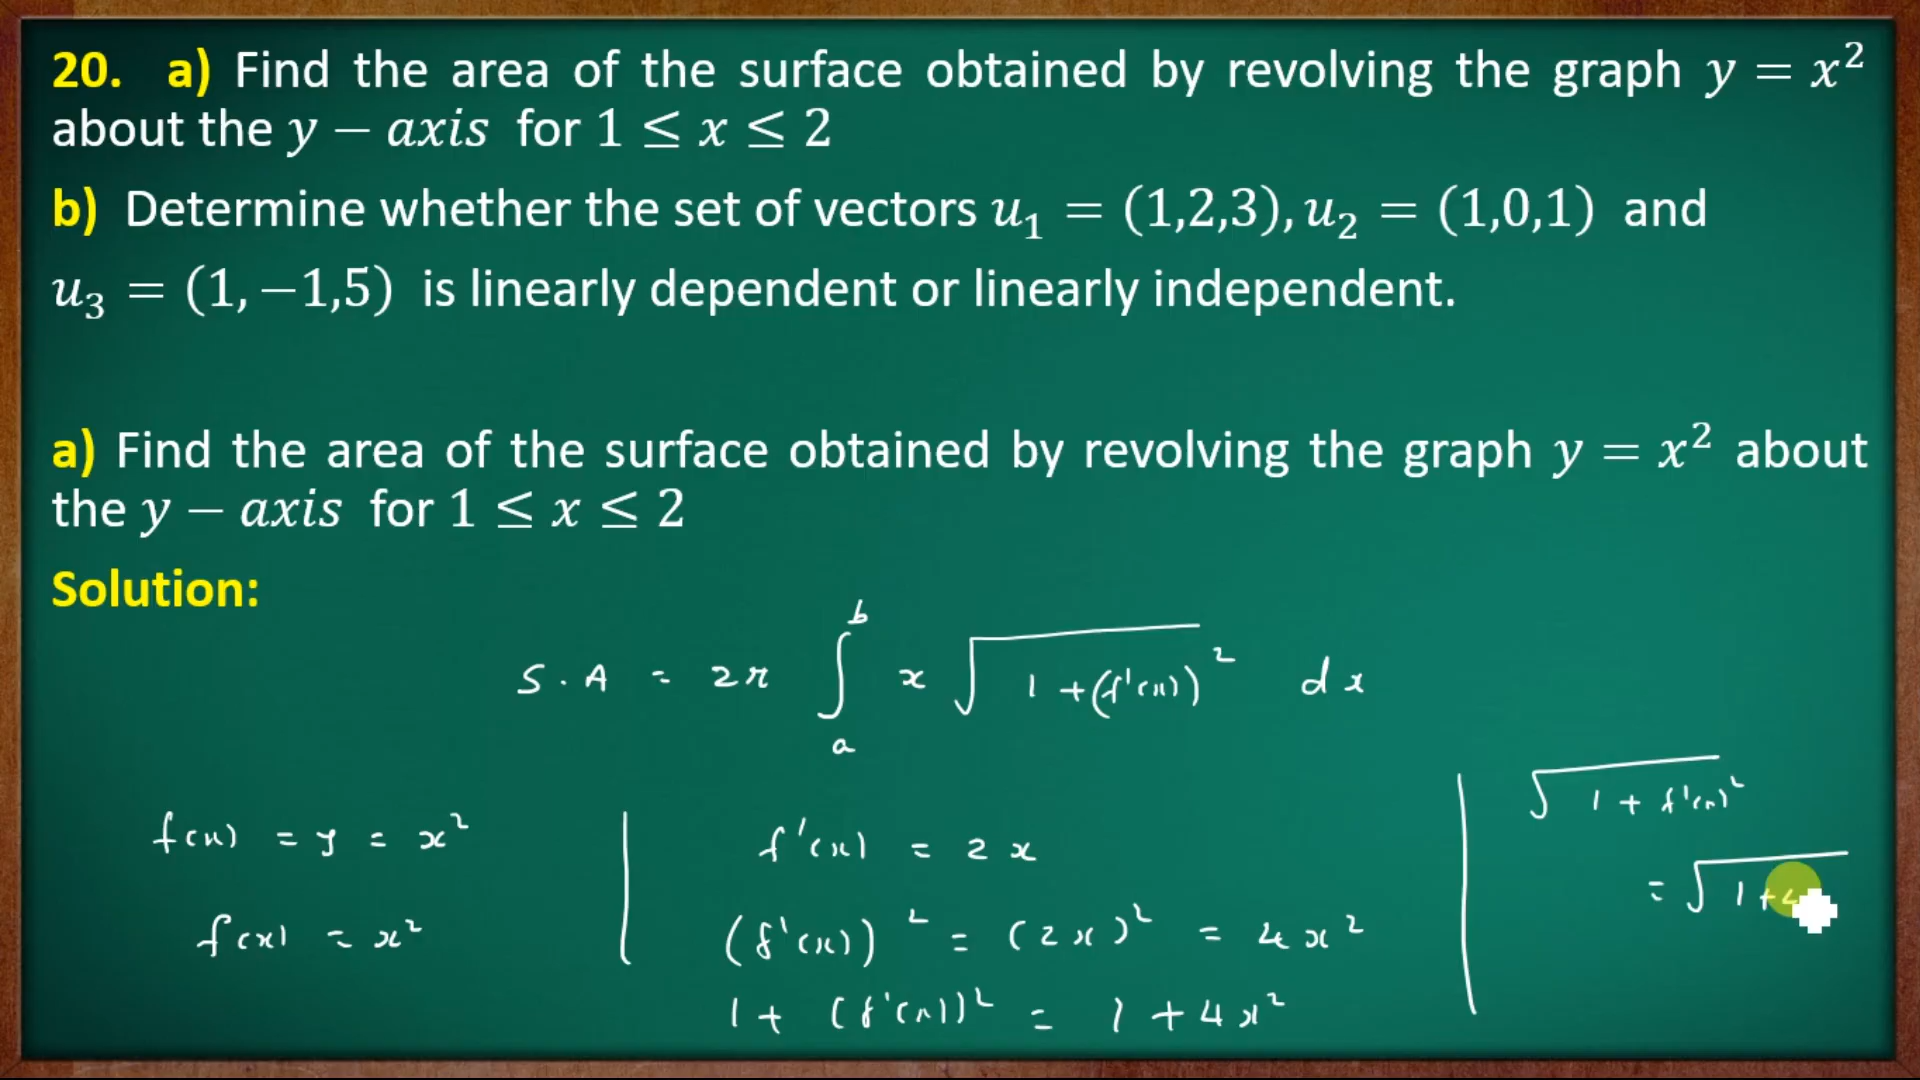 20. a) Find the area of the surface obtained by revolving the graph y = x²
about the y − axis for 1 ≤ x ≤ 2
b) Determine whether the set of vectors u₁ = (1,2,3), u₂ = (1,0,1) and
u₃ = (1, −1,5) is linearly dependent or linearly independent.
a) Find the area of the surface obtained by revolving the graph y = x² about
the y − axis for 1 ≤ x ≤ 2
Solution:
S.A = 2π ∫ₐᵇ x √(1 + (f'(x))²) dx
f(x) = y = x²
f(x) = x²
f'(x) = 2x
(f'(x))² = (2x)² = 4x²
1 + (f'(x))² = 1 + 4x²
√(1 + f'(x)²)
= √(1 + 4